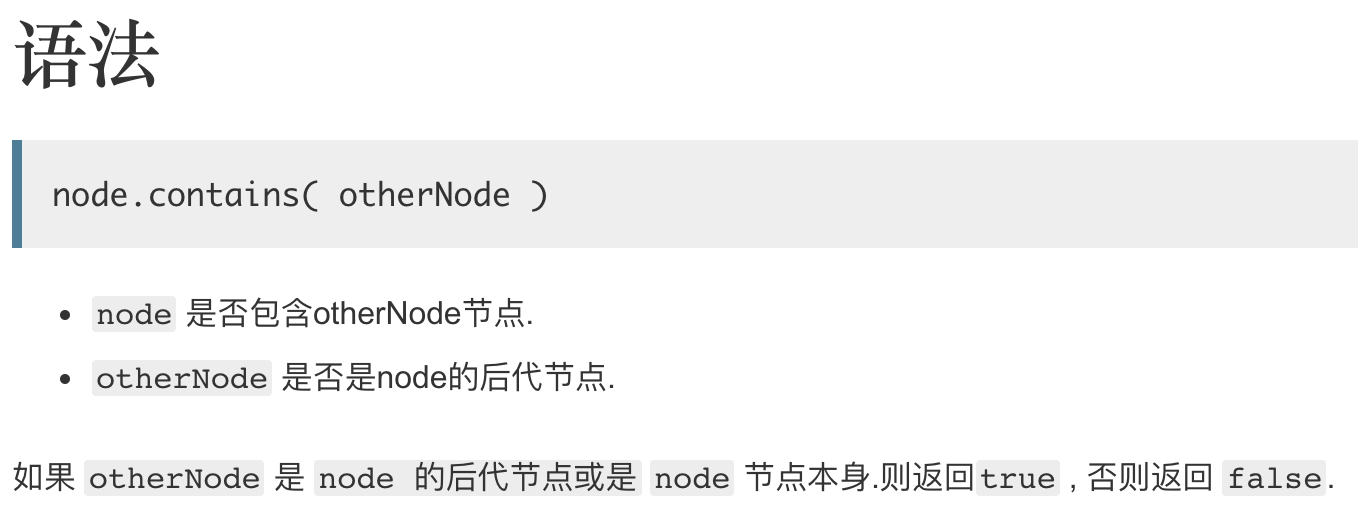 语法
node.contains( otherNode )
node 是否包含otherNode节点.
otherNode 是否是node的后代节点.
如果 otherNode 是 node 的后代节点或是 node 节点本身.则返回true , 否则返回 false.